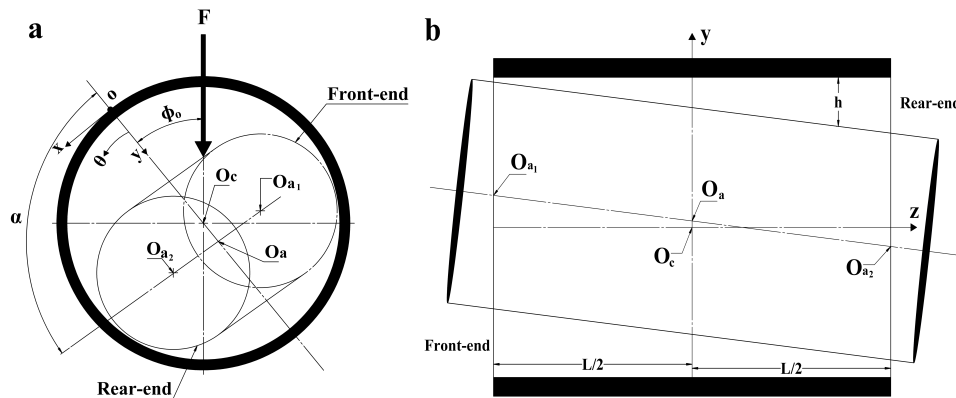 a
F
o
ϕo
Front-end
x
θ
y
Oc
Oa1
α
Oa2
Oa
Rear-end
b
y
h
Rear-end
Oa1
Oa
z
Oc
Oa2
Front-end
L/2
L/2